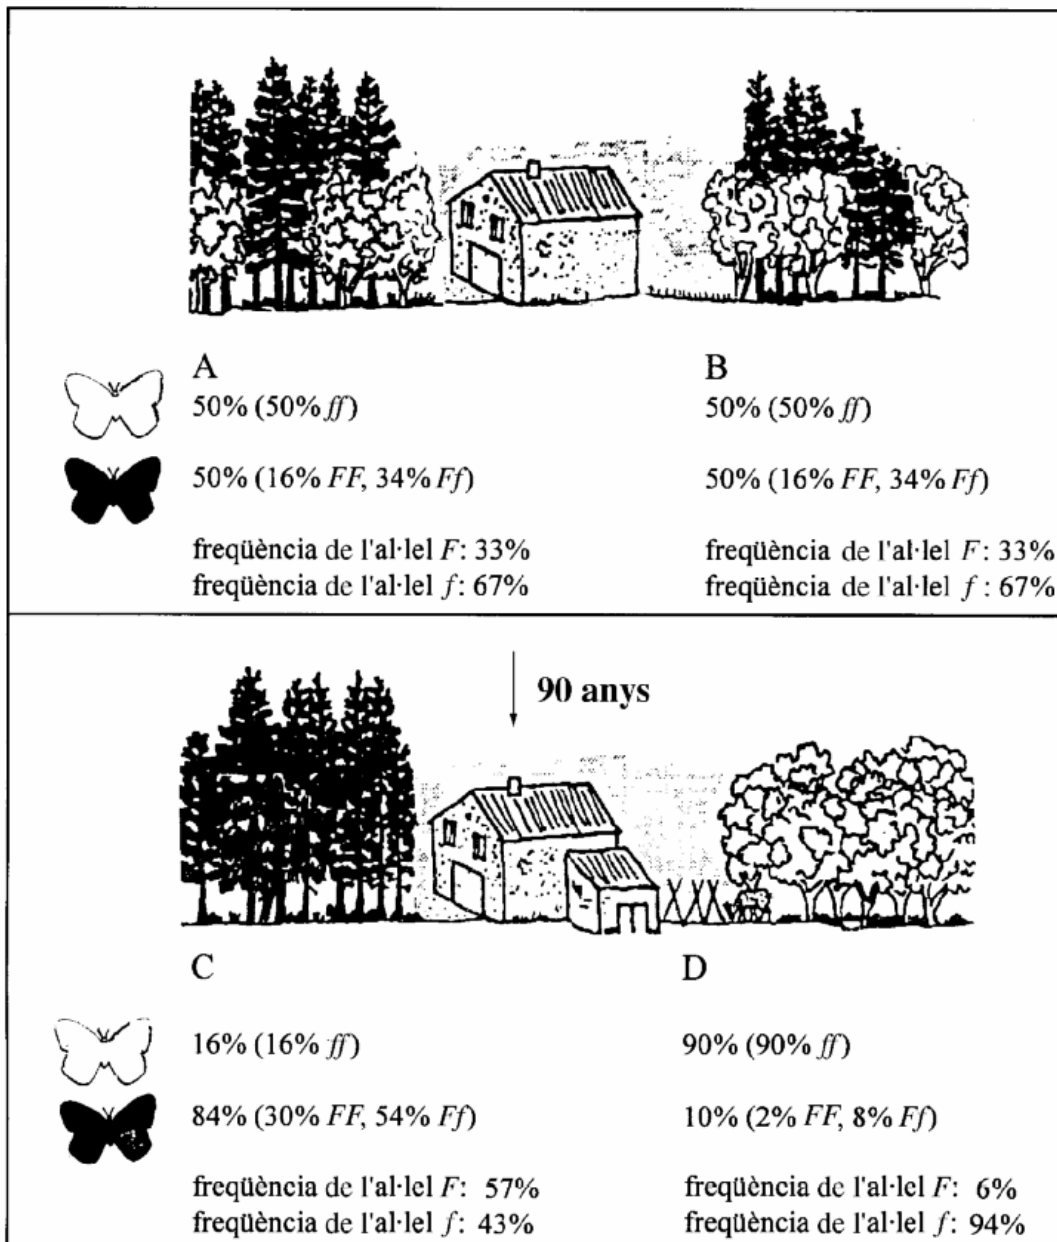 A
50% (50% ff)
50% (16% FF, 34% Ff)
freqüència de l'al·lel F: 33%
freqüència de l'al·lel f: 67%
B
50% (50% ff)
50% (16% FF, 34% Ff)
freqüència de l'al·lel F: 33%
freqüència de l'al·lel f: 67%
90 anys
C
16% (16% ff)
84% (30% FF, 54% Ff)
freqüència de l'al·lel F: 57%
freqüència de l'al·lel f: 43%
D
90% (90% ff)
10% (2% FF, 8% Ff)
freqüència de l'al·lel F: 6%
freqüència de l'al·lel f: 94%